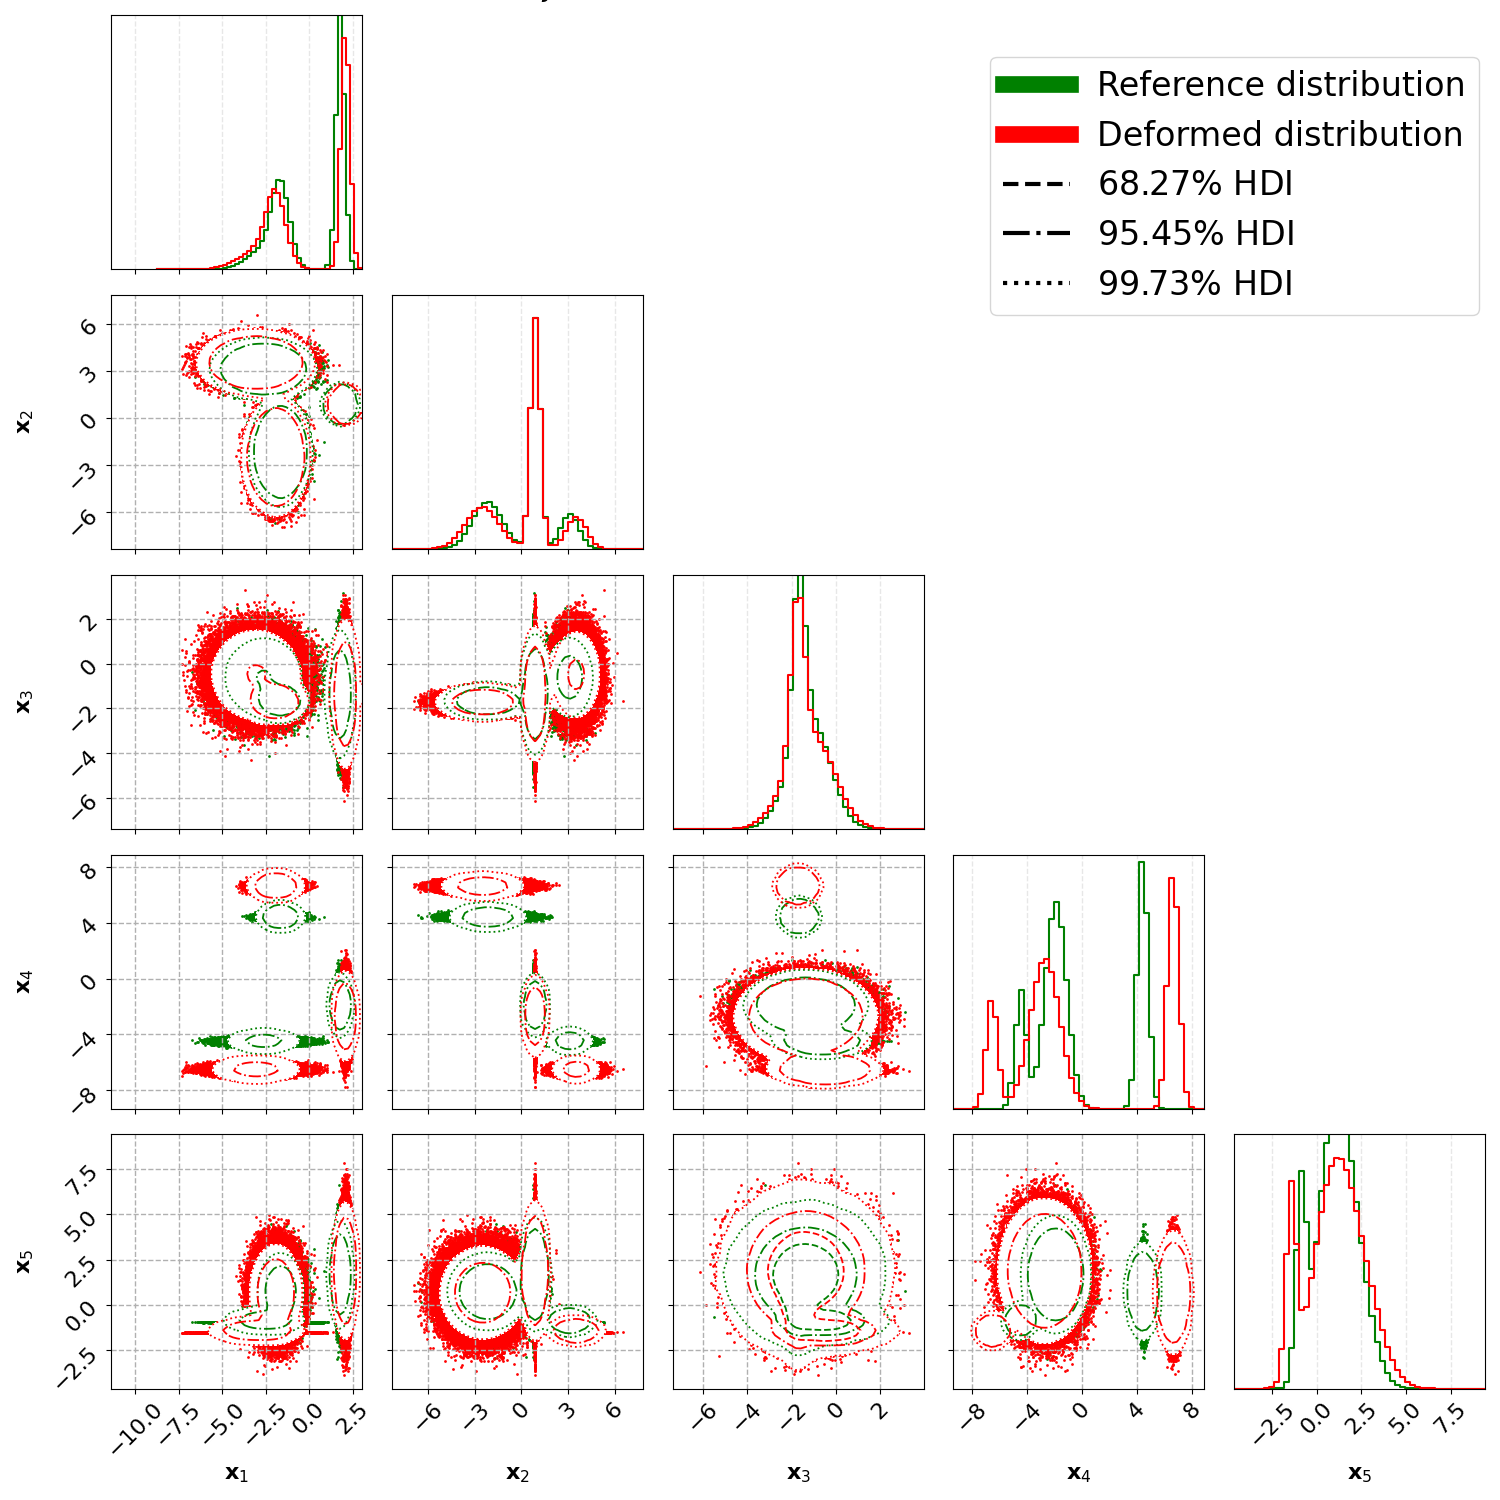 Reference distribution
Deformed distribution
68.27% HDI
95.45% HDI
99.73% HDI
x₂
6
3
0
−3
−6
x₃
2
0
−2
−4
−6
x₄
8
4
0
−4
−8
x₅
7.5
5.0
2.5
0.0
−2.5
−10.0 −7.5 −5.0 −2.5 0.0 2.5
−6 −3 0 3 6
−6 −4 −2 0 2
−8 −4 0 4 8
−2.5 0.0 2.5 5.0 7.5
x₁ x₂ x₃ x₄ x₅